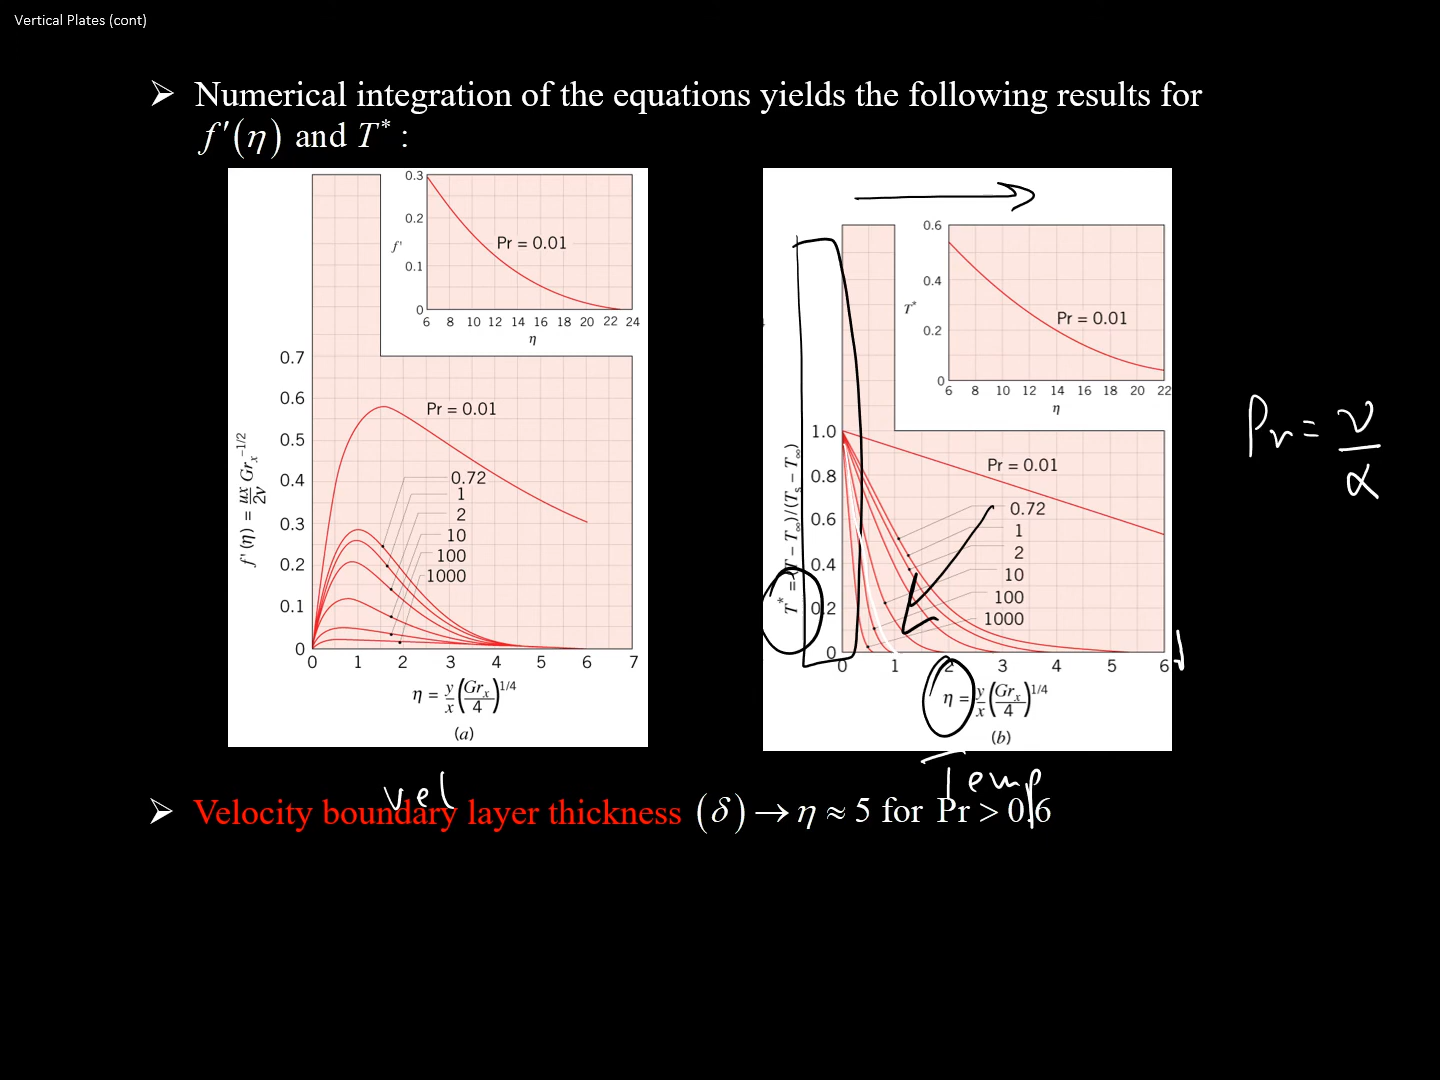 Vertical Plates (cont)
➢ Numerical integration of the equations yields the following results for
f′(η) and T* :
0.3
0.2
0.1
0
f′
Pr = 0.01
6 8 10 12 14 16 18 20 22 24
η
0.7
0.6
0.5
0.4
0.3
0.2
0.1
0
f′ (η) = ux/2ν Gr_x^−1/2
Pr = 0.01
0.72
1
2
10
100
1000
0 1 2 3 4 5 6 7
η = y/x (Gr_x/4)^1/4
(a)
0.6
0.4
0.2
0
T*
Pr = 0.01
6 8 10 12 14 16 18 20 22
η
1.0
0.8
0.6
0.4
0.2
0
T* = (T − T∞)/(Ts − T∞)
Pr = 0.01
0.72
1
2
10
100
1000
0 1 2 3 4 5 6
η = y/x (Gr_x/4)^1/4
(b)
Pr = ν/α
vel
Temp
➢ Velocity boundary layer thickness (δ) → η ≈ 5 for Pr > 0.6